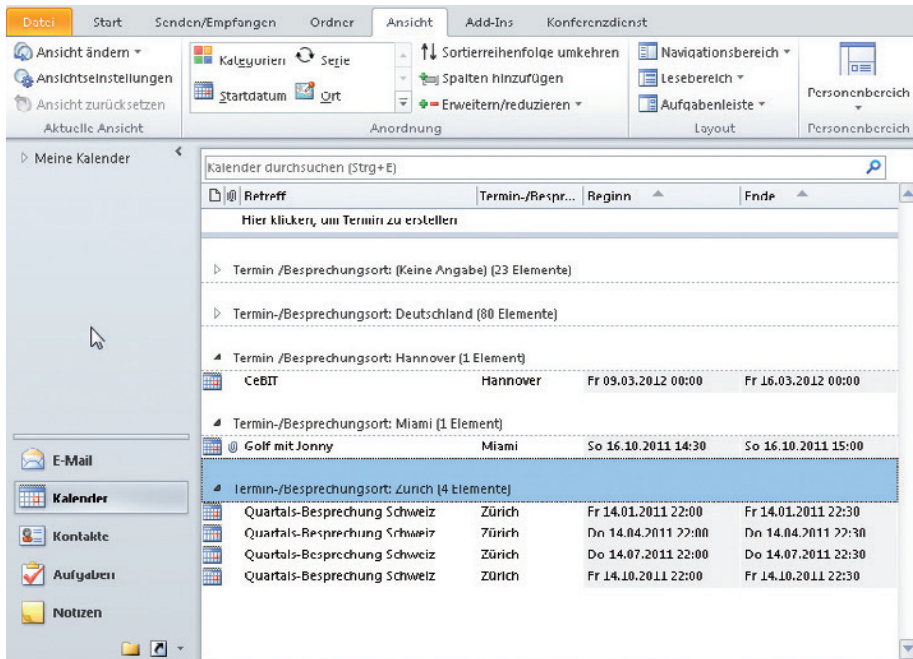 Datei Start Senden/Empfangen Ordner Ansicht Add-Ins Konferenzdienst
Ansicht ändern
Ansichtseinstellungen
Ansicht zurücksetzen
Aktuelle Ansicht
Kategorien Serie
Startdatum Ort
Sortierreihenfolge umkehren
Spalten hinzufügen
Erweitern/reduzieren
Anordnung
Navigationsbereich
Lesebereich
Aufgabenleiste
Layout
Personenbereich
Personenbereich
Meine Kalender
Kalender durchsuchen (Strg+E)
Betreff Termin-/Bespr... Beginn Ende
Hier klicken, um Termin zu erstellen
Termin-/Besprechungsort: (Keine Angabe) (23 Elemente)
Termin-/Besprechungsort: Deutschland (80 Elemente)
Termin-/Besprechungsort: Hannover (1 Element)
CeBIT Hannover Fr 09.03.2012 00:00 Fr 16.03.2012 00:00
Termin-/Besprechungsort: Miami (1 Element)
Golf mit Jonny Miami So 16.10.2011 14:30 So 16.10.2011 15:00
Termin-/Besprechungsort: Zürich (4 Elemente)
Quartals-Besprechung Schweiz Zürich Fr 14.01.2011 22:00 Fr 14.01.2011 22:30
Quartals-Besprechung Schweiz Zürich Do 14.04.2011 22:00 Do 14.04.2011 22:30
Quartals-Besprechung Schweiz Zürich Do 14.07.2011 22:00 Do 14.07.2011 22:30
Quartals-Besprechung Schweiz Zürich Fr 14.10.2011 22:00 Fr 14.10.2011 22:30
E-Mail
Kalender
Kontakte
Aufgaben
Notizen